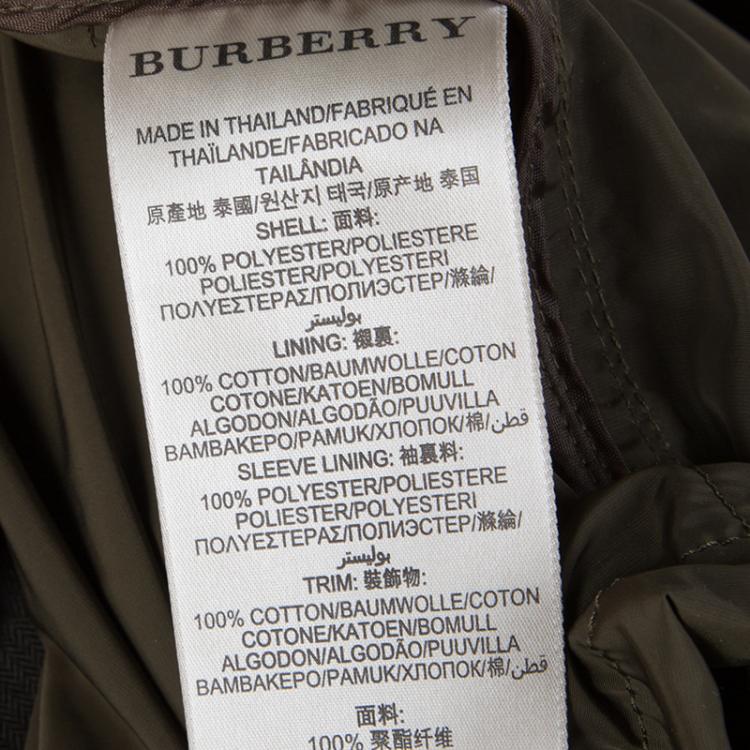 BURBERRY
MADE IN THAILAND/FABRIQUÉ EN
THAÏLANDE/FABRICADO NA
TAILÂNDIA
原產地 泰國/원산지 태국/原产地 泰国
SHELL: 面料:
100% POLYESTER/POLIESTERE
POLIESTER/POLYESTERI
ΠΟΛΥΕΣΤΕΡΑΣ/ПОЛИЭСТЕР/滌綸/
بوليستر
LINING: 襯裏:
100% COTTON/BAUMWOLLE/COTON
COTONE/KATOEN/BOMULL
ALGODON/ALGODÃO/PUUVILLA
ΒΑΜΒΑΚΕΡΟ/PAMUK/ХЛОПОК/棉/قطن/
SLEEVE LINING: 袖裏料:
100% POLYESTER/POLIESTERE
POLIESTER/POLYESTERI
ΠΟΛΥΕΣΤΕΡΑΣ/ПОЛИЭСТЕР/滌綸/
بوليستر
TRIM: 裝飾物:
100% COTTON/BAUMWOLLE/COTON
COTONE/KATOEN/BOMULL
ALGODON/ALGODÃO/PUUVILLA
ΒΑΜΒΑΚΕΡΟ/PAMUK/ХЛОПОК/棉/قطن/
面料:
100% 聚酯纤维